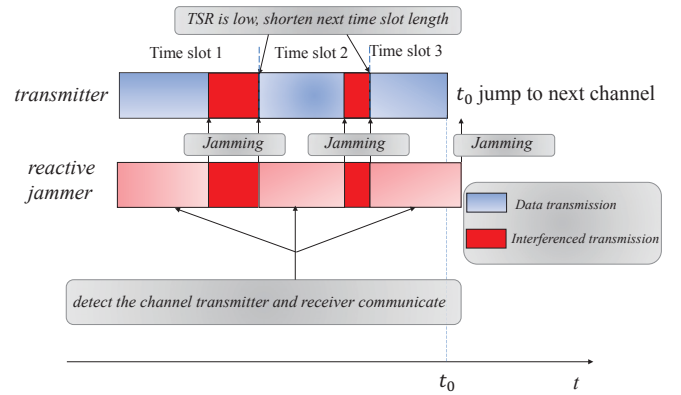 TSR is low, shorten next time slot length
Time slot 1
Time slot 2
Time slot 3
transmitter
t₀ jump to next channel
Jamming
Jamming
Jamming
reactive
jammer
Data transmission
Interferenced transmission
detect the channel transmitter and receiver communicate
t₀
t